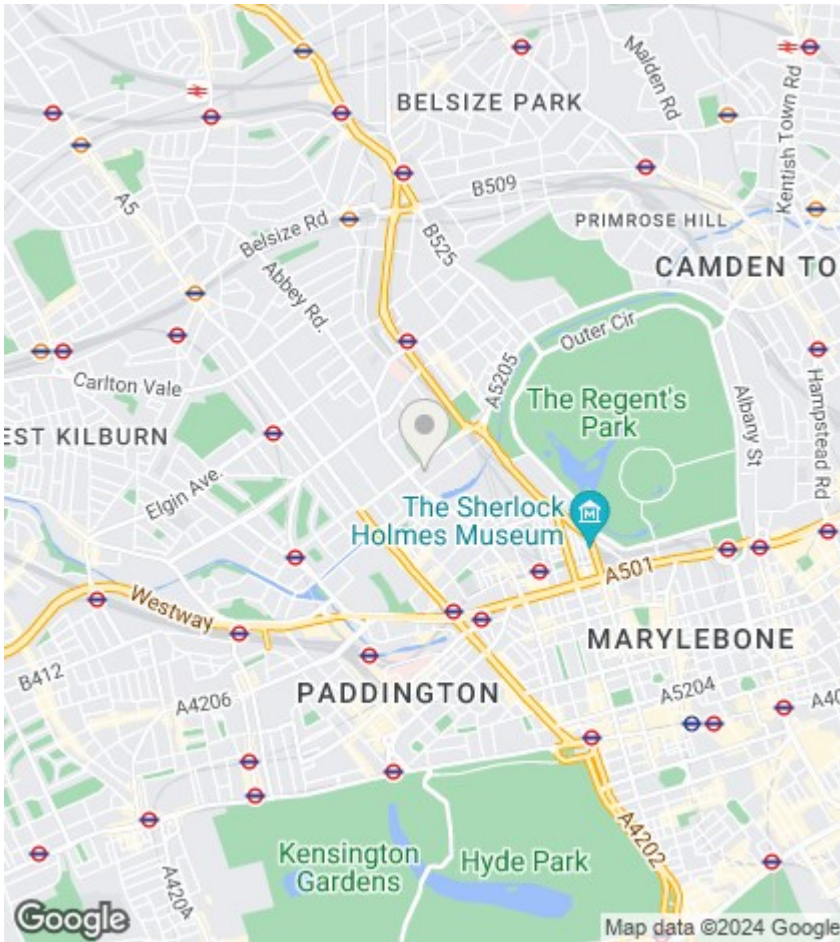 BELSIZE PARK
Malden Rd
Kentish Town Rd
A5
B509
Belsize Rd
PRIMROSE HILL
B525
Abbey Rd.
CAMDEN TO
Outer Cir
A5205
Carlton Vale
The Regent's
Park
Albany St
Hampstead Rd
EST KILBURN
Elgin Ave.
The Sherlock
Holmes Museum
A501
Westway
MARYLEBONE
B412
A4206
PADDINGTON
A5204
A40
A4202
Kensington
Gardens
Hyde Park
A420
Google
Map data ©2024 Google